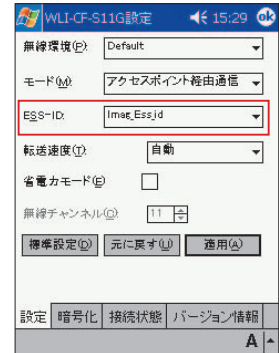 WLI-CF-S11G設定 15:29 ok
無線環境(P): Default
モード(M): アクセスポイント経由通信
ESS-ID: Imag_Essid
転送速度(T): 自動
省電力モード(E)
無線チャンネル(C): 11
標準設定(D) 元に戻す(U) 適用(A)
設定 暗号化 接続状態 バージョン情報
A